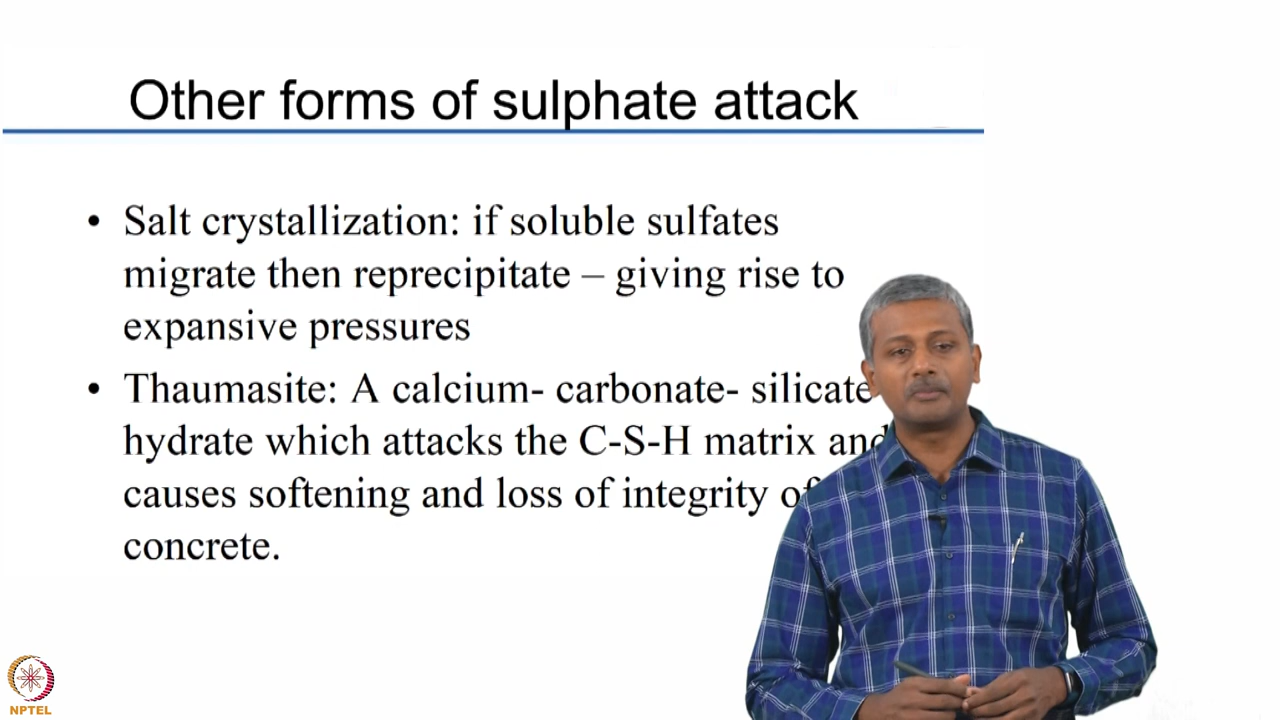 Other forms of sulphate attack
• Salt crystallization: if soluble sulfates
migrate then reprecipitate – giving rise to
expansive pressures
• Thaumasite: A calcium- carbonate- silicate
hydrate which attacks the C-S-H matrix and
causes softening and loss of integrity of
concrete.
NPTEL